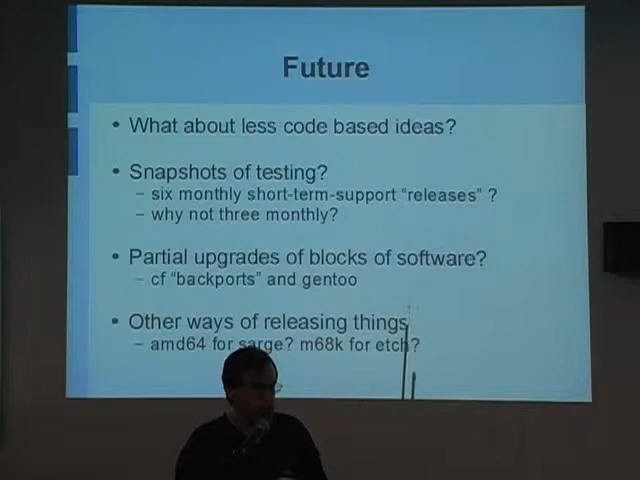 Future
• What about less code based ideas?
• Snapshots of testing?
– six monthly short-term-support “releases” ?
– why not three monthly?
• Partial upgrades of blocks of software?
– cf “backports” and gentoo
• Other ways of releasing things
– amd64 for sarge? m68k for etch?